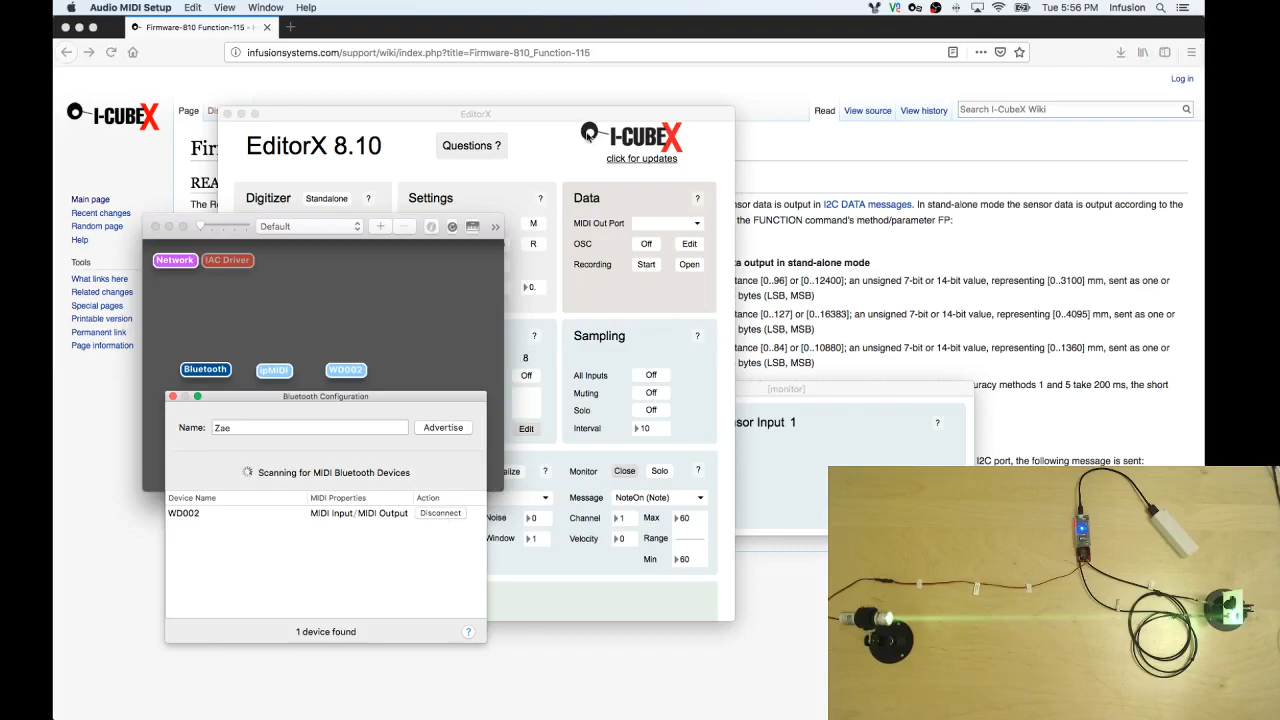 Audio MIDI Setup Edit View Window Help
Tu 5:56 PM Infusion
Firmware-810 Function-115 -
infusionsystems.com/support/wiki/index.php?title=Firmware-810_Function-115
Log in
I-CUBEX
Page
Read View source View history Search I-CubeX Wiki
EditorX
EditorX 8.10 Questions ?
I-CUBEX
click for updates
Main page
Recent changes
Random page
Help
Tools
What links here
Related changes
Special pages
Printable version
Permanent link
Page information
Digitizer Standalone ?
Settings ?
M
R
0.
Data ?
MIDI Out Port
OSC Off Edit
Recording Start Open
sor data is output in I2C DATA messages. In stand-alone mode the sensor data is output according to the
the FUNCTION command's method/parameter FP:
ta output in stand-alone mode
tance [0..96] or [0..12400]; an unsigned 7-bit or 14-bit value, representing [0..3100] mm, sent as one or
bytes (LSB, MSB)
tance [0..127] or [0..16383]; an unsigned 7-bit or 14-bit value, representing [0..4095] mm, sent as one or
bytes (LSB, MSB)
tance [0..84] or [0..10880]; an unsigned 7-bit or 14-bit value, representing [0..1360] mm, sent as one or
bytes (LSB, MSB)
uracy methods 1 and 5 take 200 ms, the short
I2C port, the following message is sent:
Default
Network IAC Driver
Bluetooth ipMIDI WD002
?
8
Off
Edit
Sampling ?
All Inputs Off
Muting Off
Solo Off
Interval 10
[monitor]
sor Input 1 ?
Bluetooth Configuration
Name: Zae Advertise
Scanning for MIDI Bluetooth Devices
Device Name MIDI Properties Action
WD002 MIDI Input/MIDI Output Disconnect
1 device found ?
alize ?
Noise 0
Window 1
Monitor Close Solo ?
Message NoteOn (Note)
Channel 1 Max 60
Velocity 0 Range
Min 60